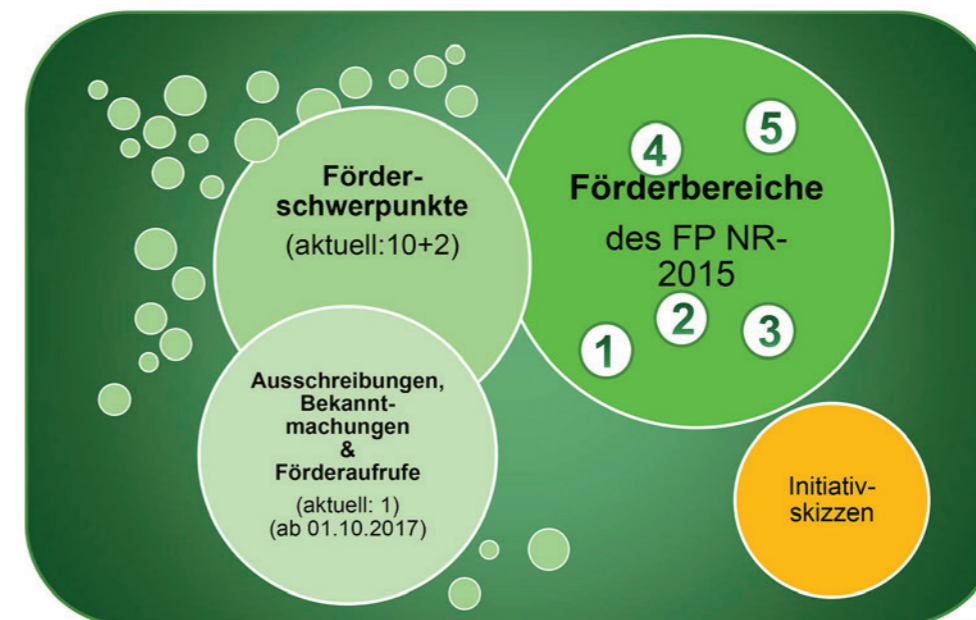 Förder-
schwerpunkte
(aktuell:10+2)
4
5
Förderbereiche
des FP NR-
2015
1
2
3
Ausschreibungen,
Bekannt-
machungen
&
Förderaufrufe
(aktuell: 1)
(ab 01.10.2017)
Initiativ-
skizzen